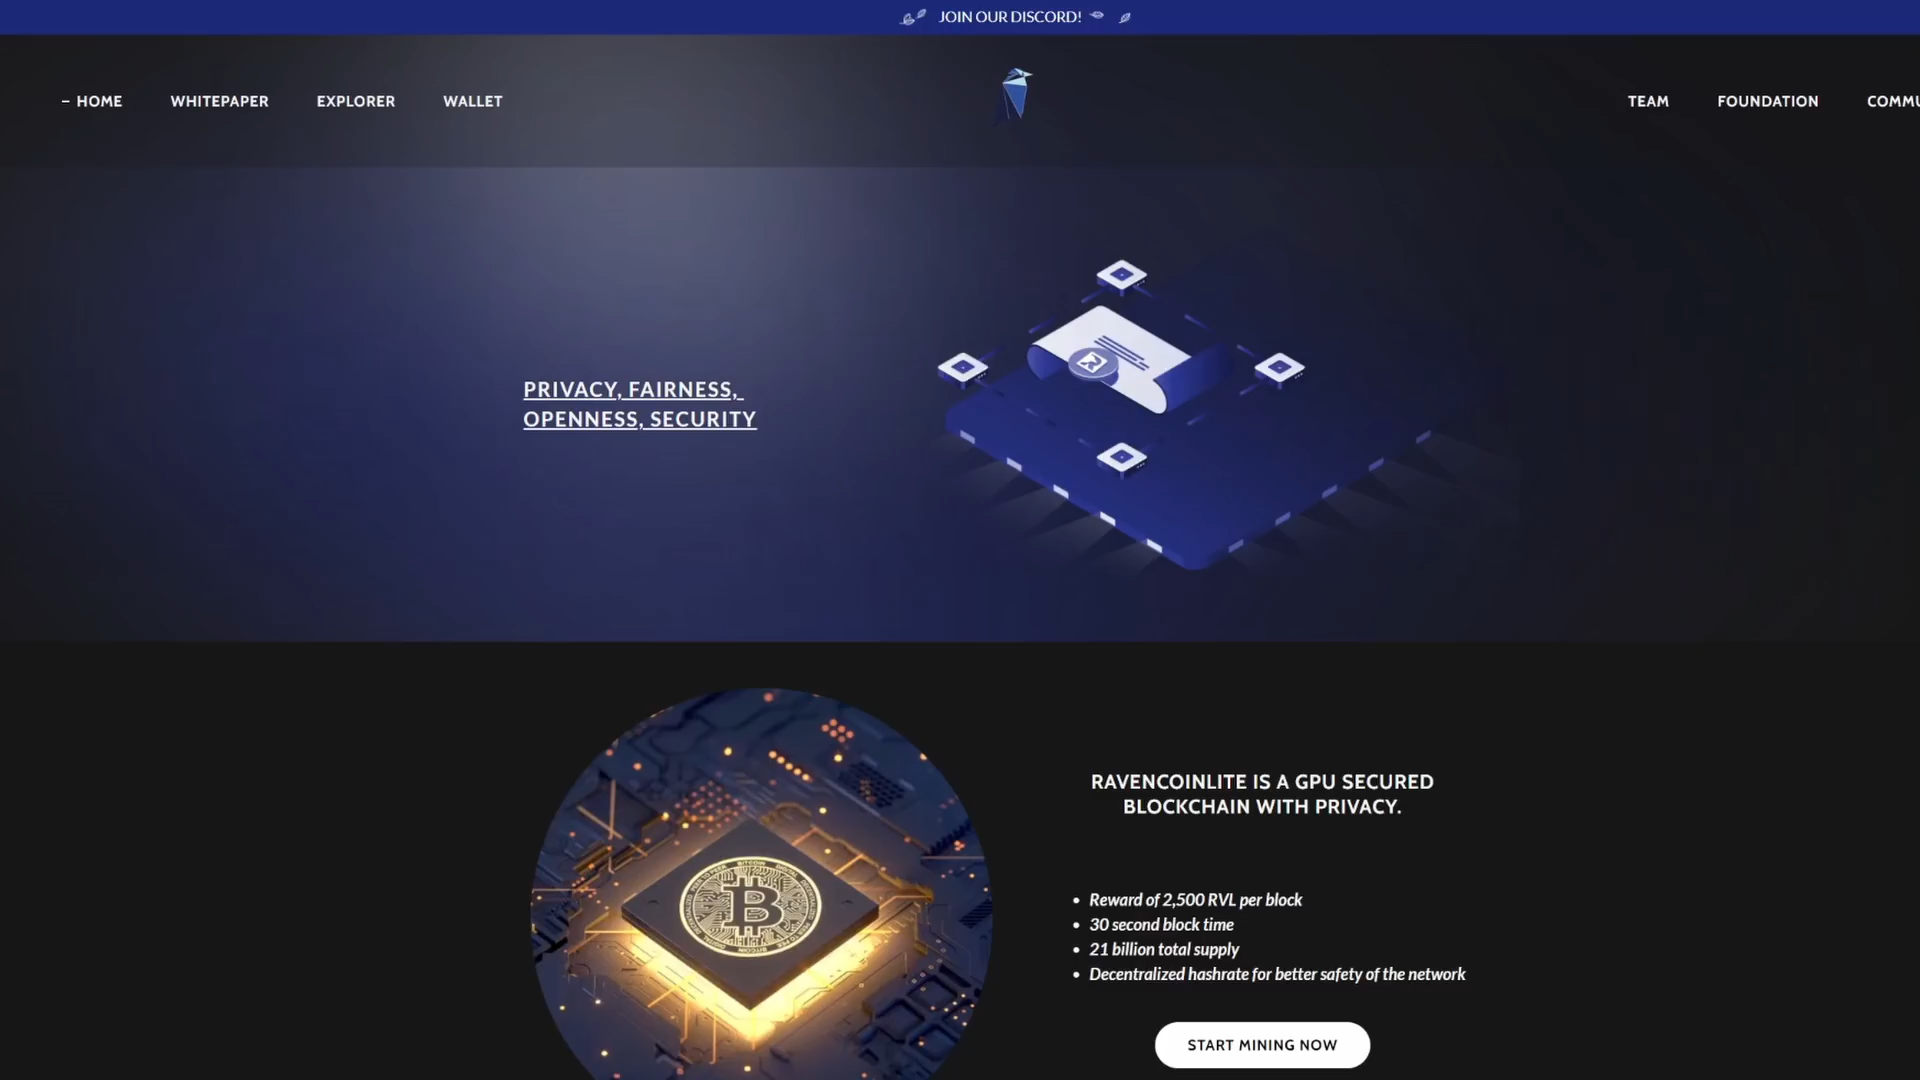 JOIN OUR DISCORD!
– HOME WHITEPAPER EXPLORER WALLET TEAM FOUNDATION COMMU
PRIVACY, FAIRNESS,
OPENNESS, SECURITY
RAVENCOINLITE IS A GPU SECURED
BLOCKCHAIN WITH PRIVACY.
• Reward of 2,500 RVL per block
• 30 second block time
• 21 billion total supply
• Decentralized hashrate for better safety of the network
START MINING NOW
BITCOIN